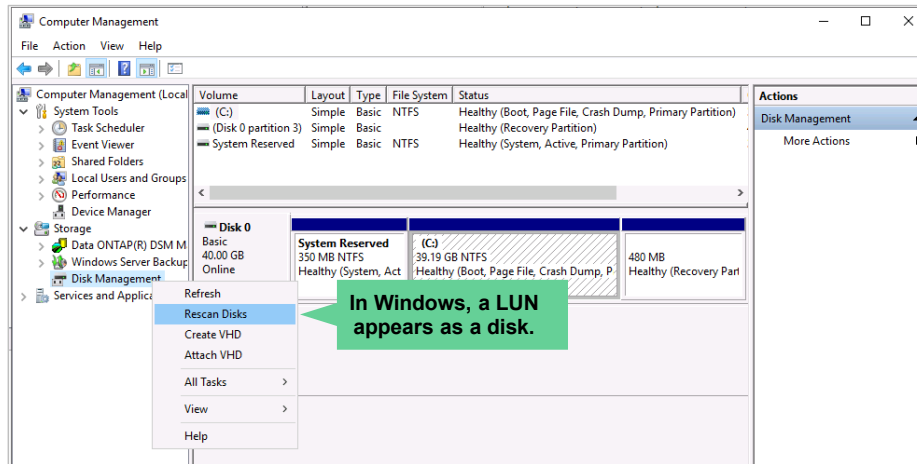 Computer Management
File Action View Help
Computer Management (Local
System Tools
Task Scheduler
Event Viewer
Shared Folders
Local Users and Groups
Performance
Device Manager
Storage
Data ONTAP(R) DSM M
Windows Server Backup
Disk Management
Services and Applica
Volume Layout Type File System Status
(C:) Simple Basic NTFS Healthy (Boot, Page File, Crash Dump, Primary Partition)
(Disk 0 partition 3) Simple Basic Healthy (Recovery Partition)
System Reserved Simple Basic NTFS Healthy (System, Active, Primary Partition)
Disk 0
Basic
40.00 GB
Online
System Reserved
350 MB NTFS
Healthy (System, Act
(C:)
39.19 GB NTFS
Healthy (Boot, Page File, Crash Dump, P
480 MB
Healthy (Recovery Part
Refresh
Rescan Disks
Create VHD
Attach VHD
All Tasks
View
Help
In Windows, a LUN
appears as a disk.
Actions
Disk Management
More Actions